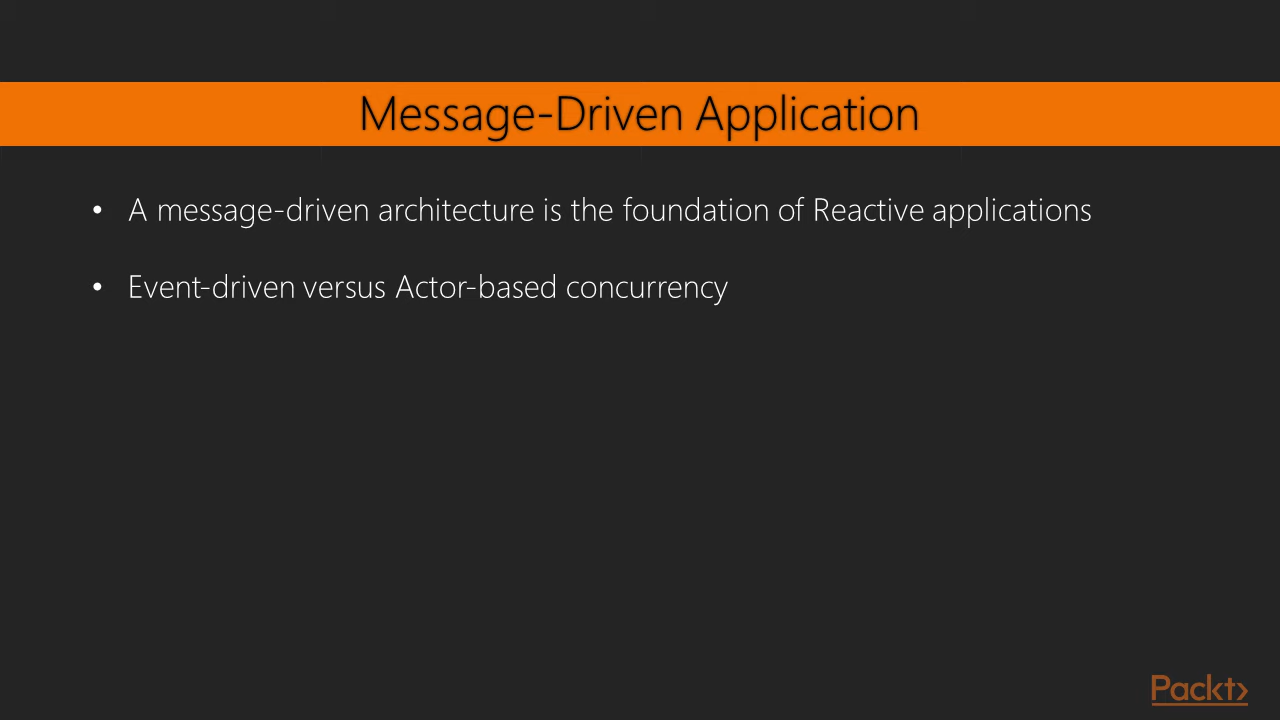 Message-Driven Application
• A message-driven architecture is the foundation of Reactive applications
• Event-driven versus Actor-based concurrency
Packt>